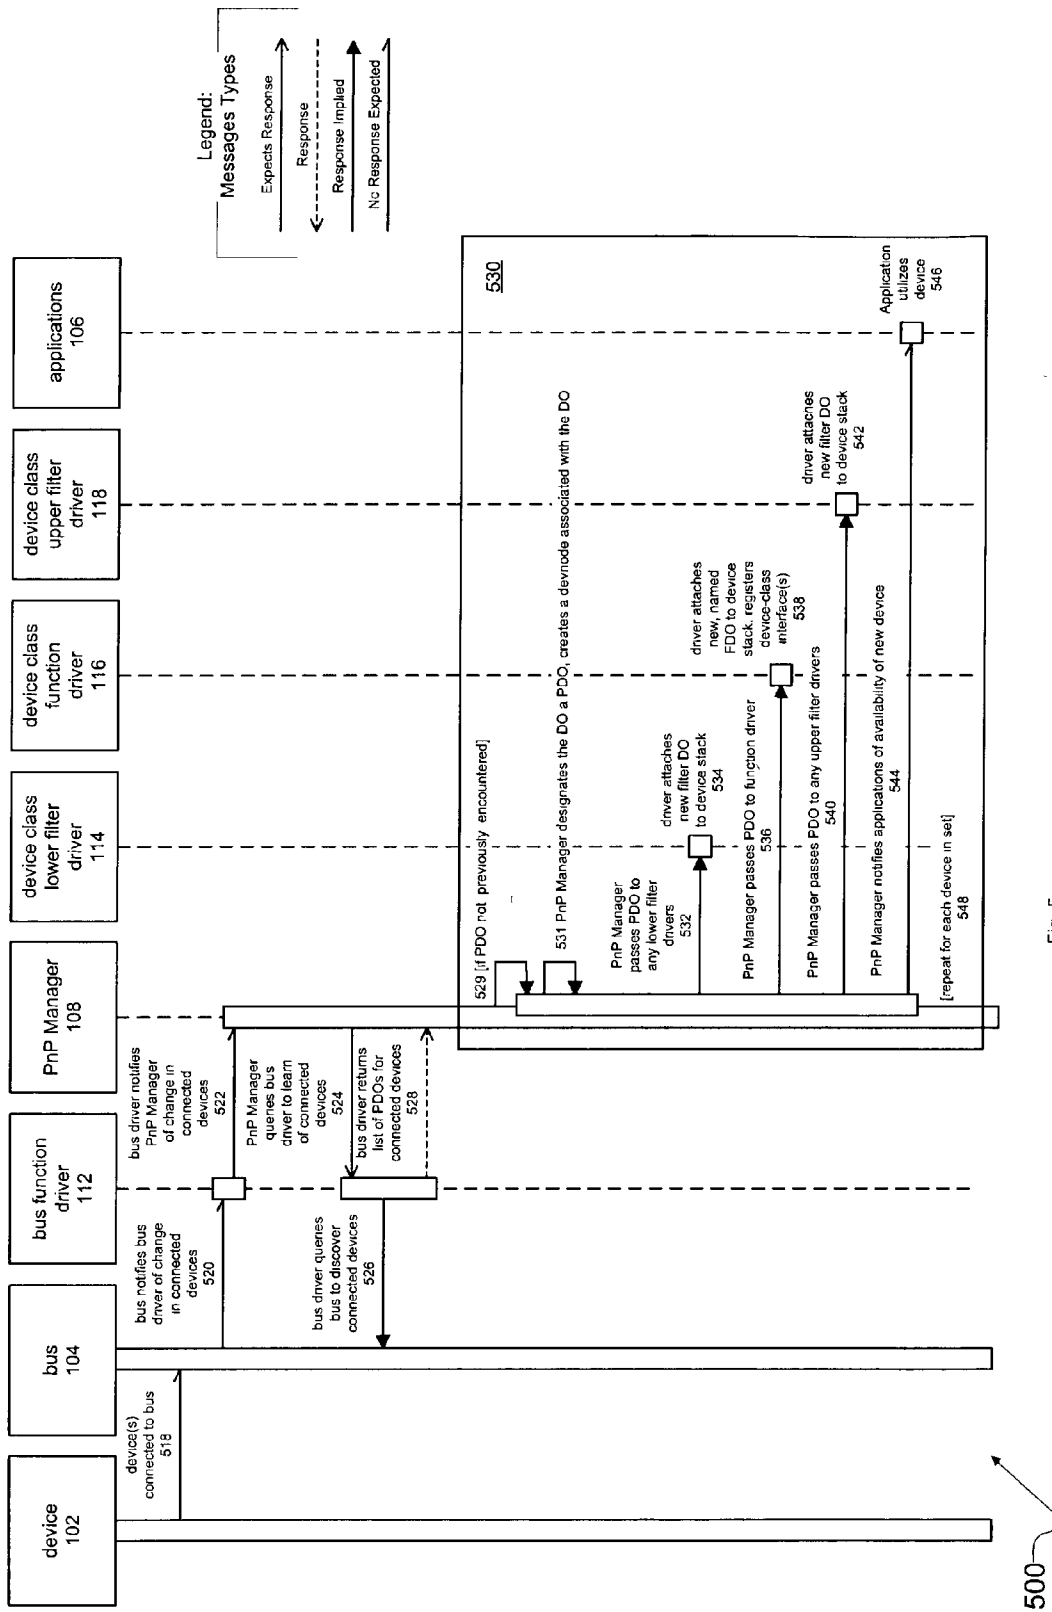 device
102
bus
104
bus function
driver
112
PnP Manager
108
device class
lower filter
driver
114
device class
function
driver
116
device class
upper filter
driver
118
applications
106
Legend:
Messages Types
Expects Response
Response
Response Implied
No Response Expected
device(s)
connected to bus
518
bus notifies bus
driver of change
in connected
devices
520
bus driver notifies
PnP Manager
of change in
connected
devices
522
PnP Manager
queries bus
driver to learn
of connected
devices
524
bus driver queries
bus to discover
connected devices
526
bus driver returns
list of PDOs for
connected devices
528
530
529 [if PDO not previously encountered]
531 PnP Manager designates the DO a PDO, creates a devnode associated with the DO
PnP Manager
passes PDO to
any lower filter
drivers
532
driver attaches
new filter DO
to device stack
534
PnP Manager passes PDO to function driver
536
driver attaches
new, named
FDO to device
stack, registers
device-class
interface(s)
538
PnP Manager passes PDO to any upper filter drivers
540
driver attaches
new filter DO
to device stack
542
PnP Manager notifies applications of availability of new device
544
Application
utilizes
device
546
[repeat for each device in set]
548
500